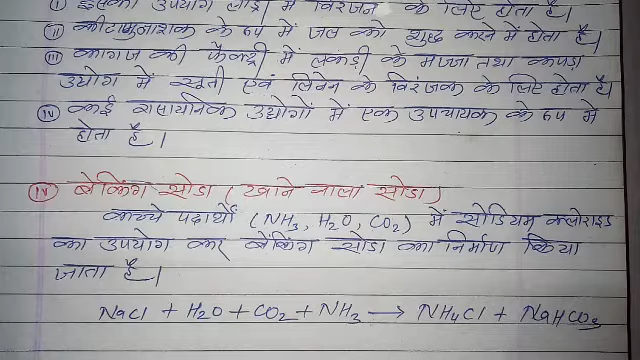 (i) इसका उपयोग लांड्री में विरंजन के लिए होता है।
(ii) कीटाणुनाशक के रूप में जल को शुद्ध करने में होता है।
(iii) कागज की फैक्ट्री में लकड़ी के मज्जा तथा कपड़ा
उद्योग में सूती एवं लिनेन के विरंजक के लिए होता है।
(iv) कई रासायनिक उद्योगों में एक उपचायक के रूप में
होता है।
(iv) बेकिंग सोडा (खाने वाला सोडा)
कच्चे पदार्थों (NH₃, H₂O, CO₂) में सोडियम क्लोराइड
का उपयोग कर बेकिंग सोडा का निर्माण किया
जाता है।
NaCl + H₂O + CO₂ + NH₃ → NH₄Cl + NaHCO₃